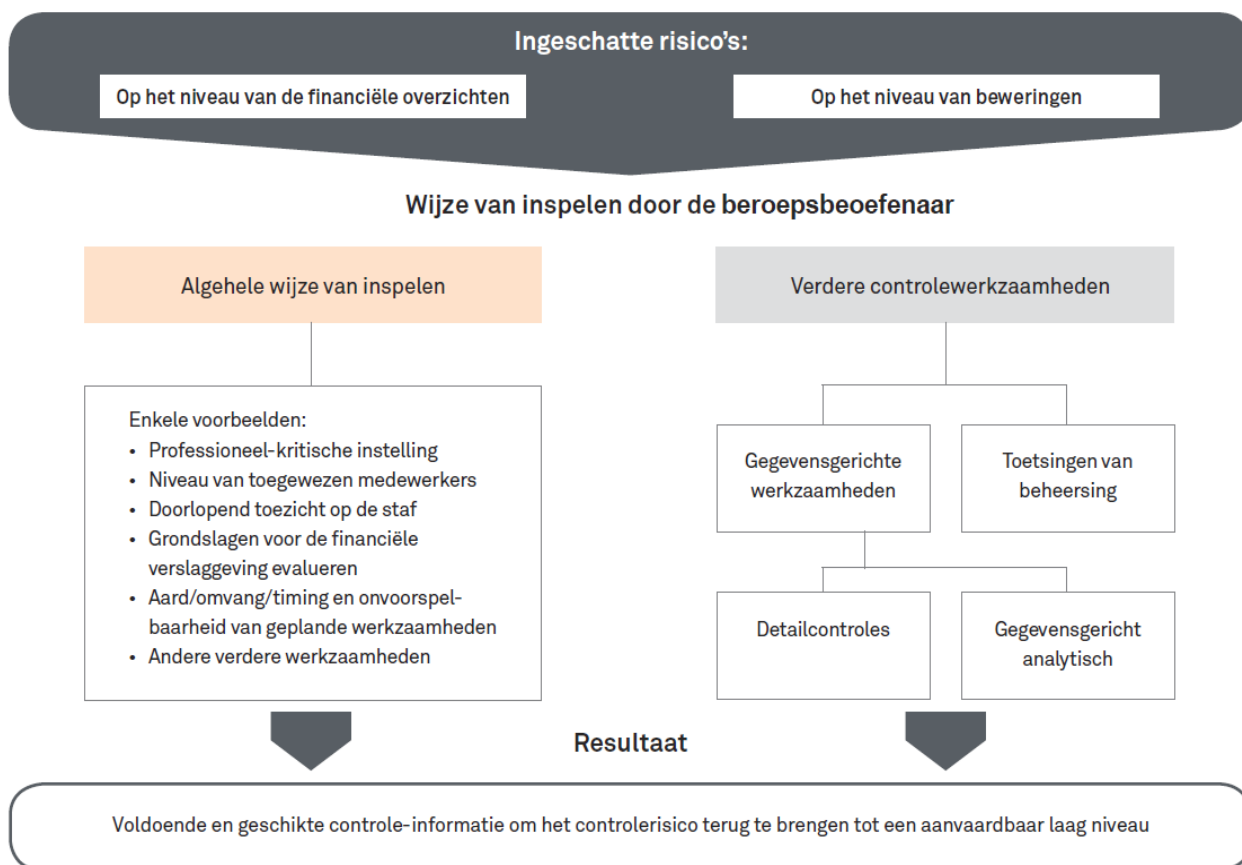 Ingeschatte risico's:
Op het niveau van de financiële overzichten
Op het niveau van beweringen
Wijze van inspelen door de beroepsbeoefenaar
Algehele wijze van inspelen
Verdere controlewerkzaamheden
Enkele voorbeelden:
• Professioneel-kritische instelling
• Niveau van toegewezen medewerkers
• Doorlopend toezicht op de staf
• Grondslagen voor de financiële
verslaggeving evalueren
• Aard/omvang/timing en onvoorspel-
baarheid van geplande werkzaamheden
• Andere verdere werkzaamheden
Gegevensgerichte
werkzaamheden
Toetsingen van
beheersing
Detailcontroles
Gegevensgericht
analytisch
Resultaat
Voldoende en geschikte controle-informatie om het controlerisico terug te brengen tot een aanvaardbaar laag niveau